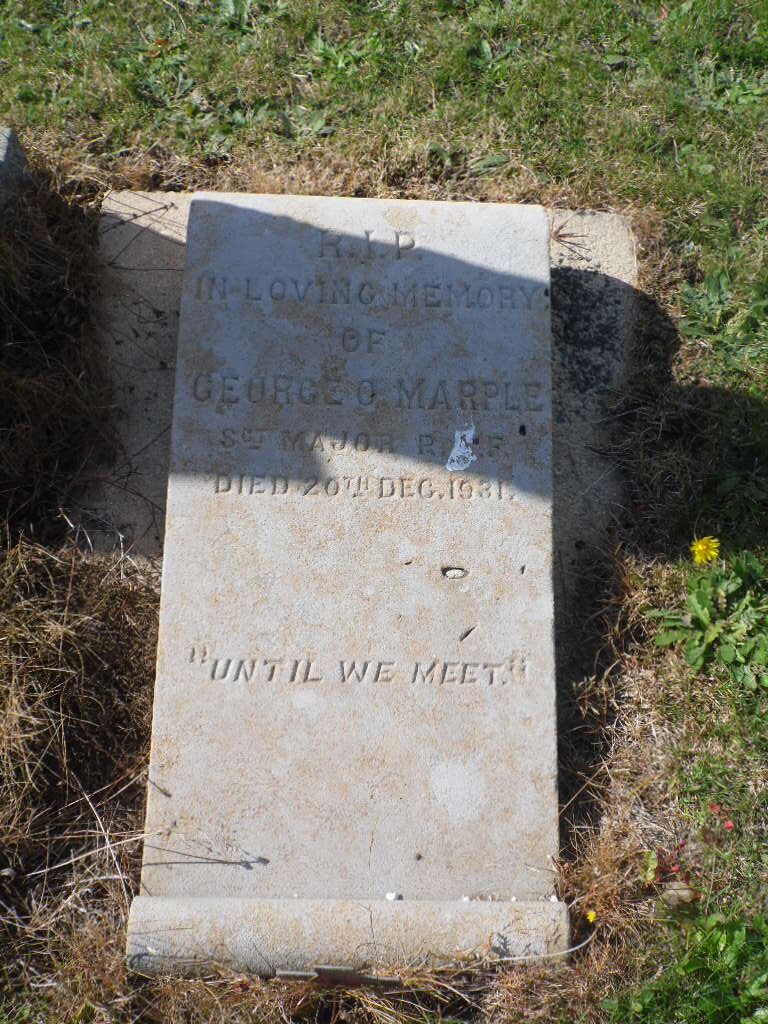 R.I.P.
IN LOVING MEMORY
OF
GEORGE C. MARPLE
SGT MAJOR R.A.F.
DIED 20TH DEC. 1931.
"UNTIL WE MEET."